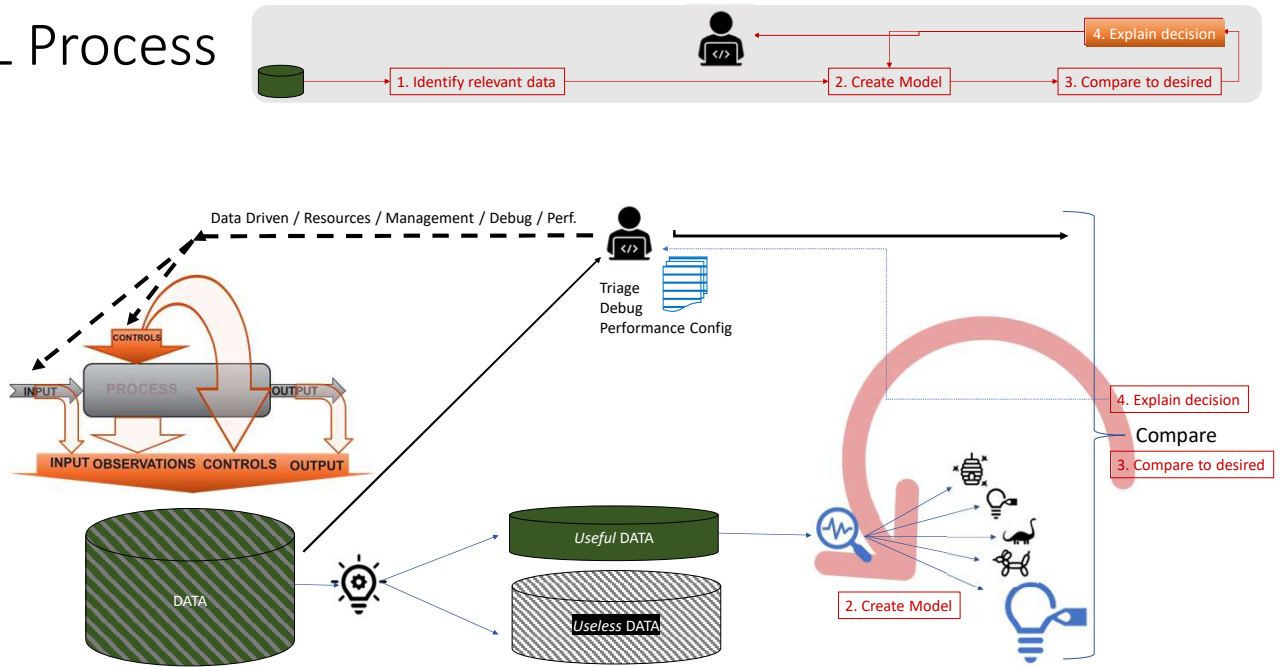 L Process
4. Explain decision
1. Identify relevant data
2. Create Model
3. Compare to desired
Data Driven / Resources / Management / Debug / Perf.
Triage
Debug
Performance Config
CONTROLS
INPUT
PROCESS
OUTPUT
INPUT OBSERVATIONS CONTROLS OUTPUT
4. Explain decision
Compare
3. Compare to desired
Useful DATA
DATA
Useless DATA
2. Create Model